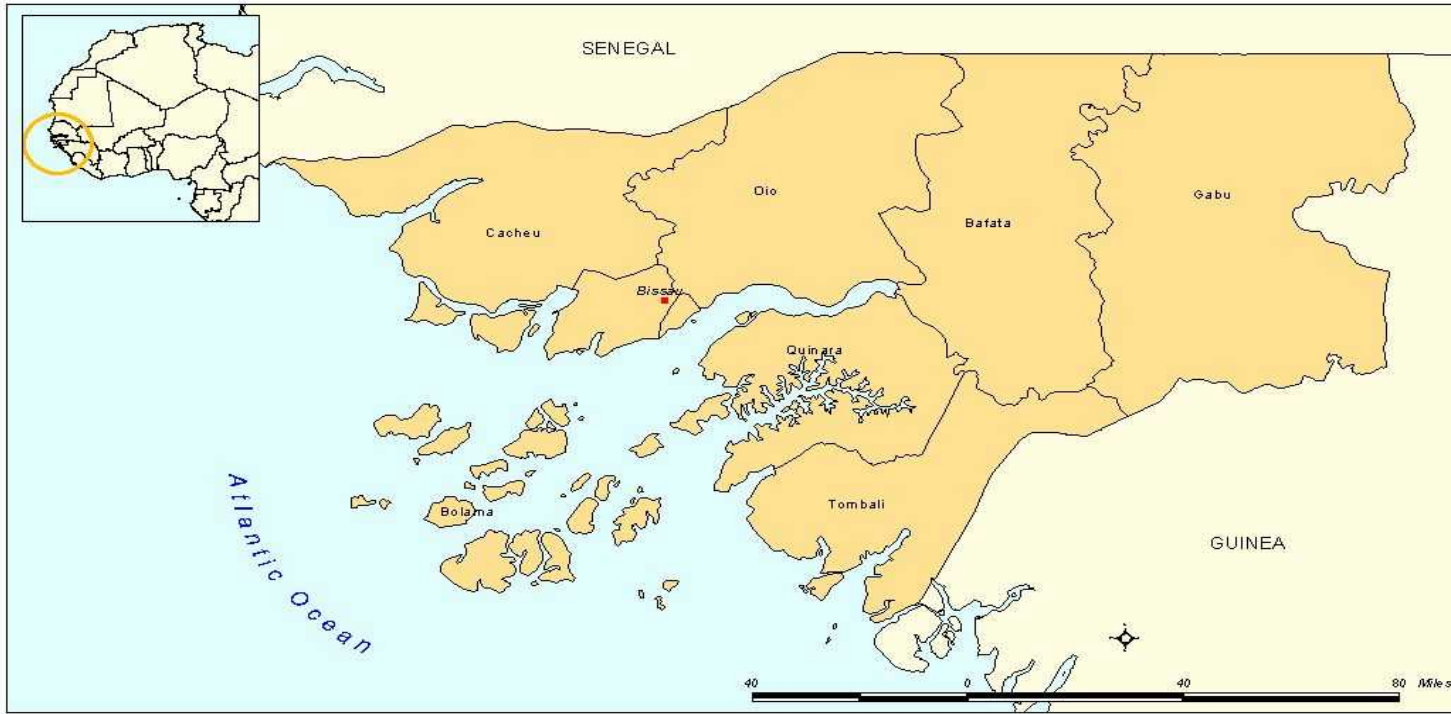 SENEGAL
Oio
Gabu
Bafata
Cacheu
Bissau
Quinara
Bolama
Tombali
Atlantic Ocean
GUINEA
40 0 40 80 Miles